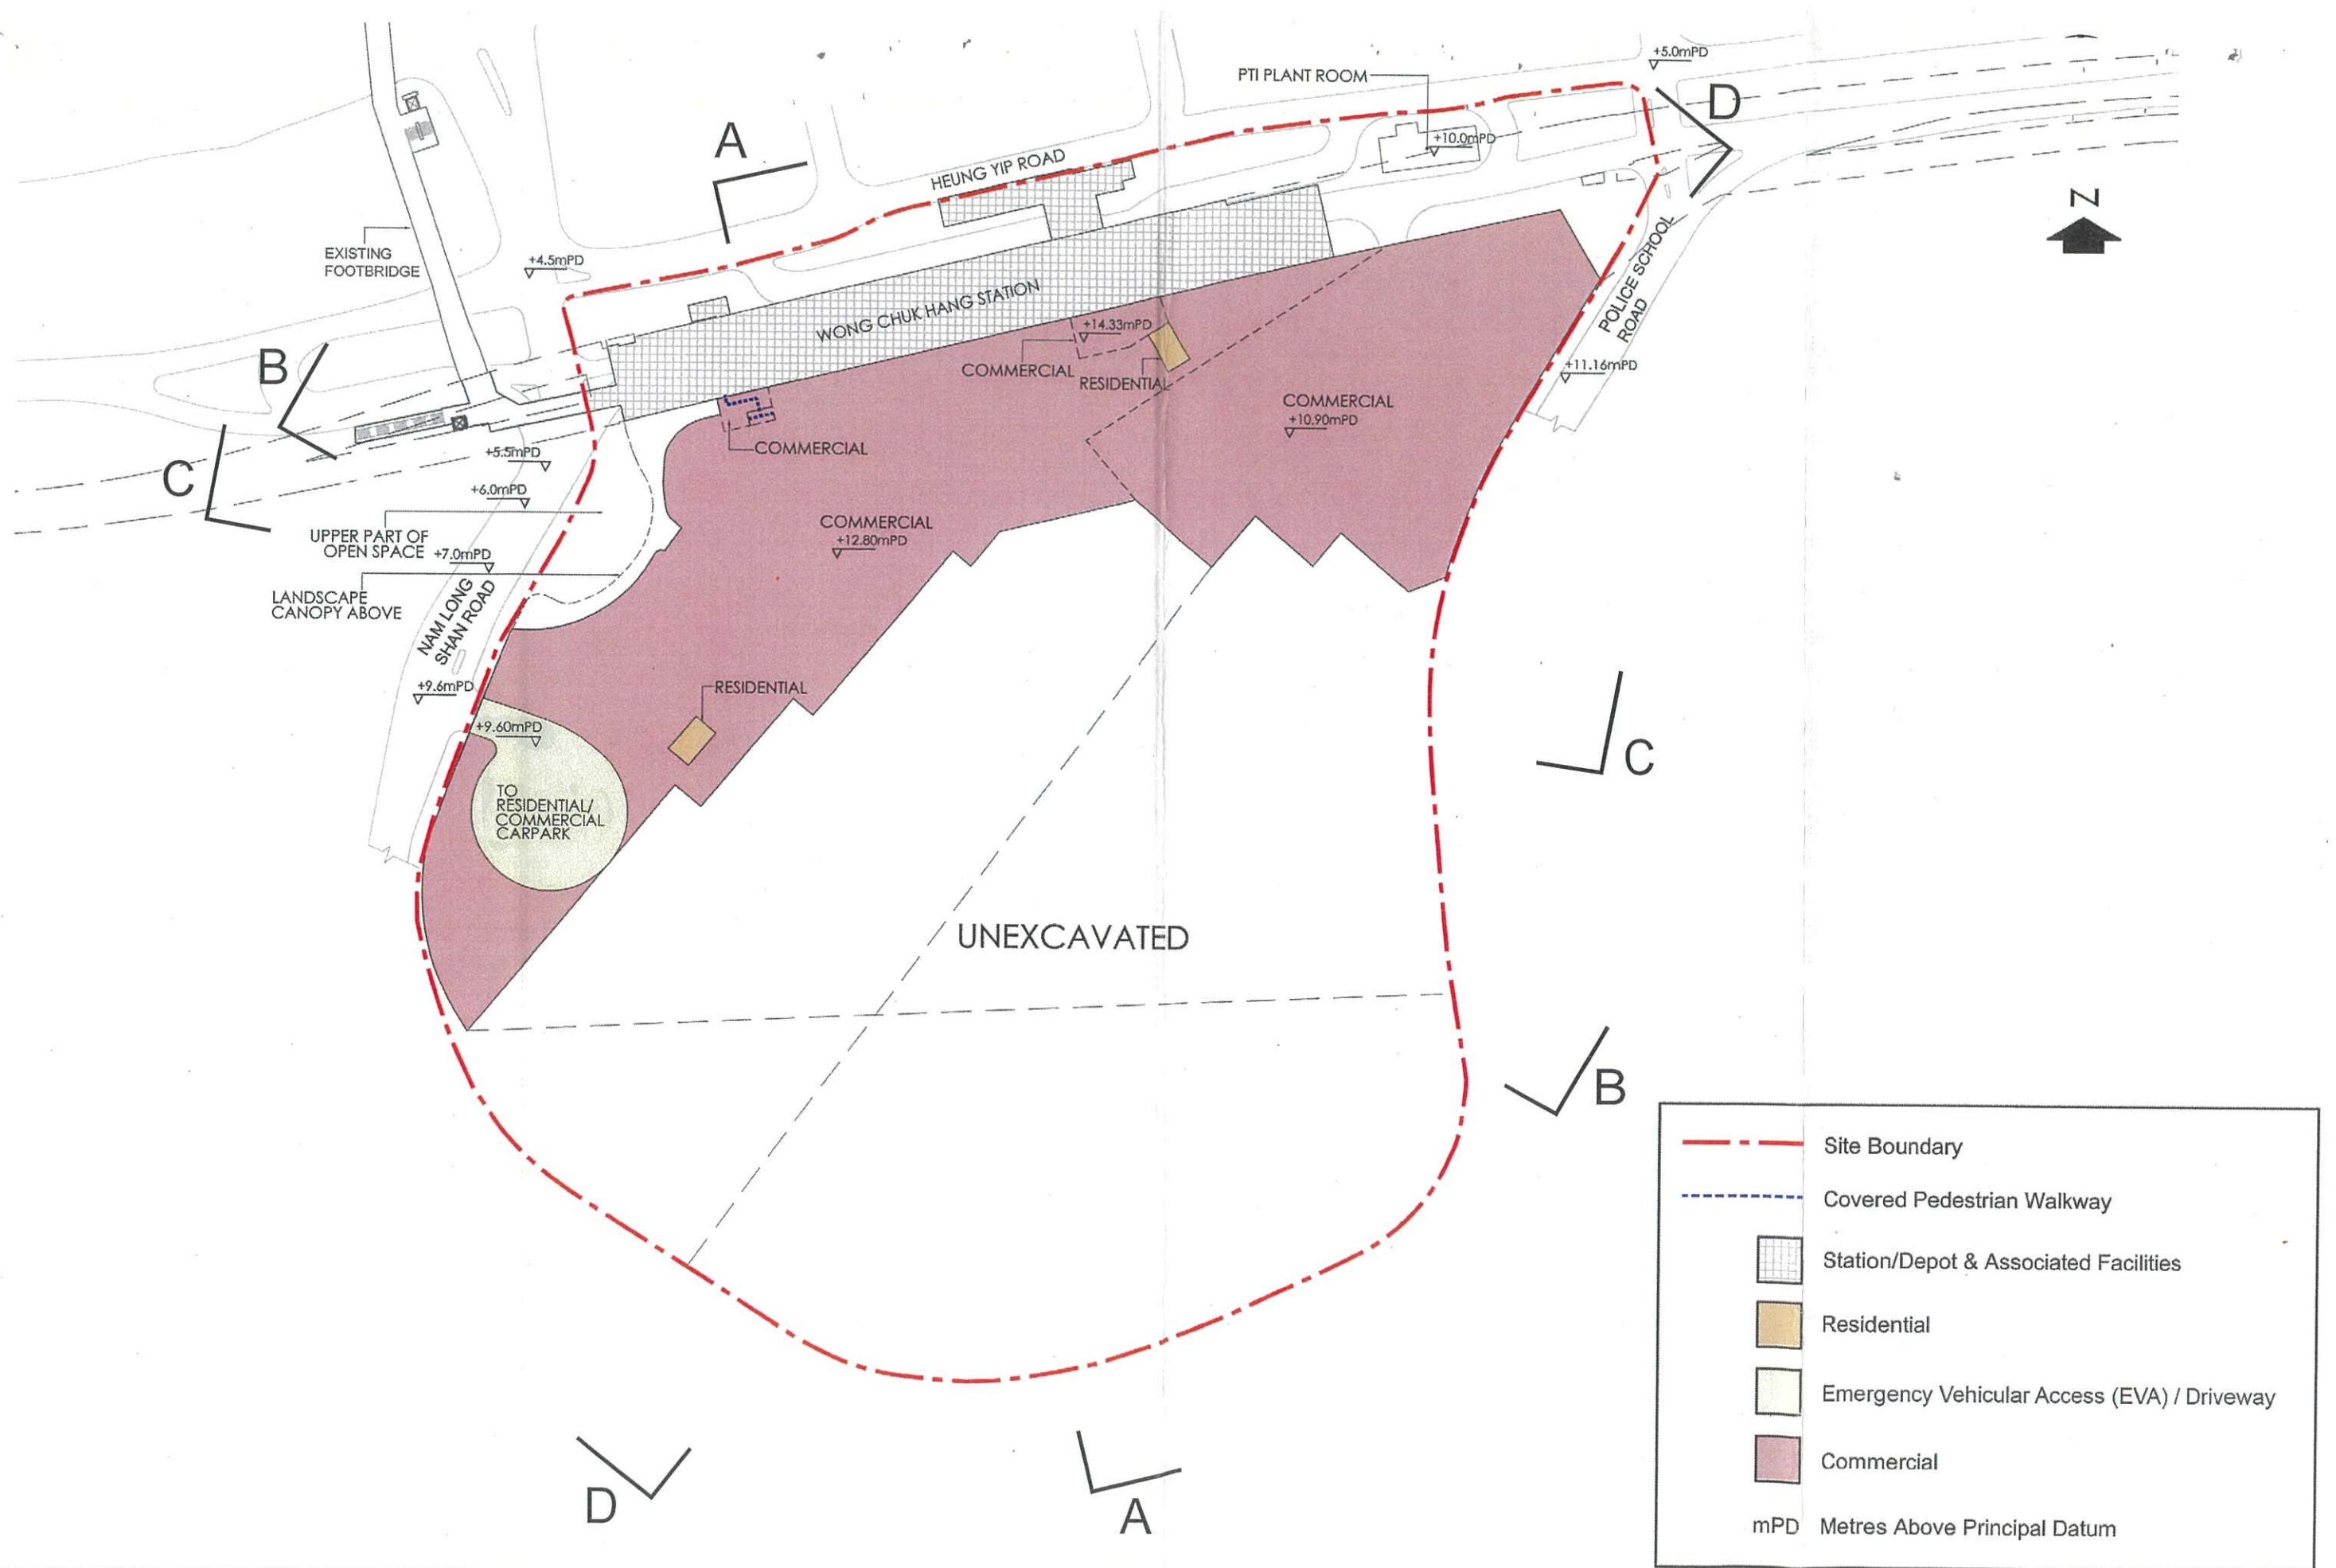 +5.0mPD
PTI PLANT ROOM
D
A
+10.0mPD
HEUNG YIP ROAD
N
EXISTING
FOOTBRIDGE
+4.5mPD
POLICE SCHOOL
ROAD
WONG CHUK HANG STATION
+14.33mPD
B
COMMERCIAL
RESIDENTIAL
+11.16mPD
COMMERCIAL
+10.90mPD
COMMERCIAL
+5.5mPD
C
+6.0mPD
COMMERCIAL
+12.80mPD
UPPER PART OF
OPEN SPACE
+7.0mPD
LANDSCAPE
CANOPY ABOVE
NAM LONG
SHAN ROAD
+9.6mPD
RESIDENTIAL
+9.60mPD
C
TO
RESIDENTIAL/
COMMERCIAL
CARPARK
UNEXCAVATED
B
Site Boundary
Covered Pedestrian Walkway
Station/Depot & Associated Facilities
Residential
Emergency Vehicular Access (EVA) / Driveway
Commercial
mPD Metres Above Principal Datum
D
A